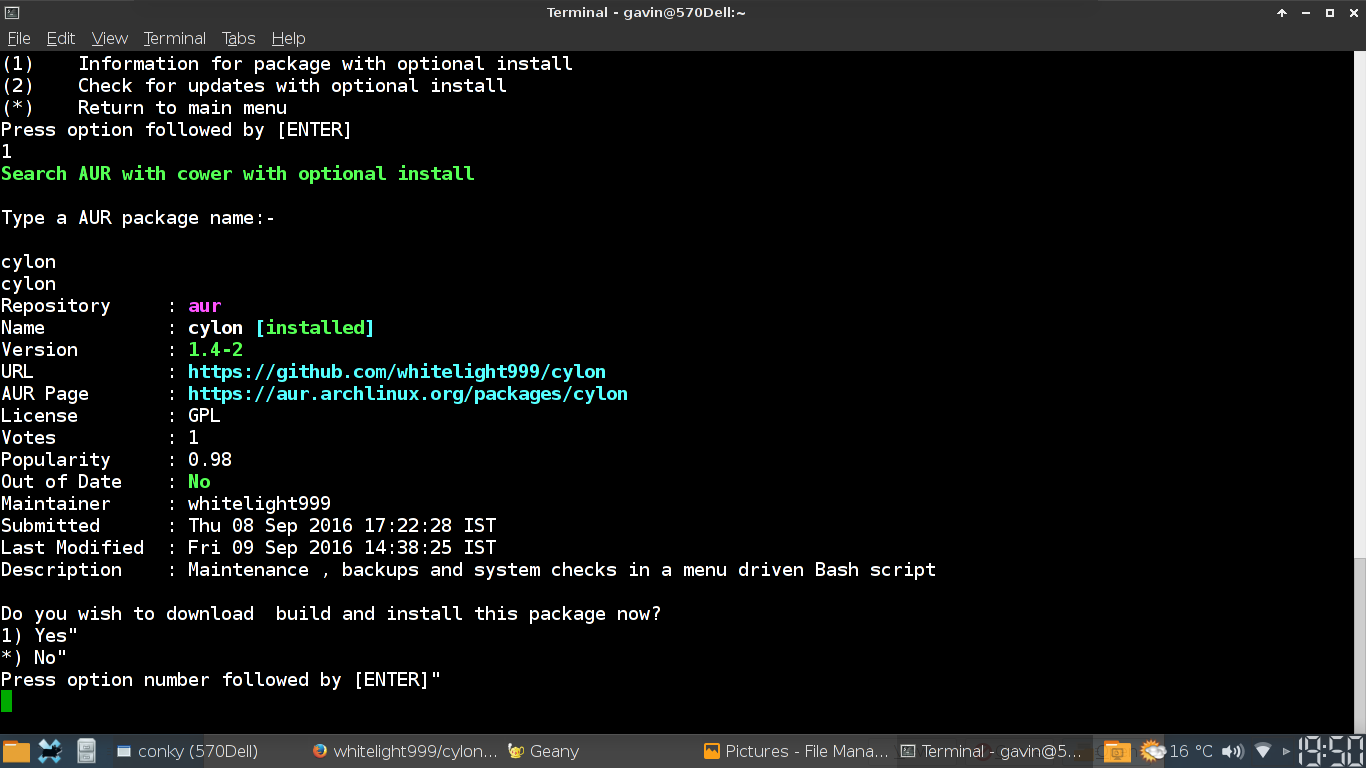 Terminal - gavin@570Dell:~
File Edit View Terminal Tabs Help
(1)    Information for package with optional install
(2)    Check for updates with optional install
(*)    Return to main menu
Press option followed by [ENTER]
1
Search AUR with cower with optional install
Type a AUR package name:-
cylon
cylon
Repository     : aur
Name           : cylon [installed]
Version        : 1.4-2
URL            : https://github.com/whitelight999/cylon
AUR Page       : https://aur.archlinux.org/packages/cylon
License        : GPL
Votes          : 1
Popularity     : 0.98
Out of Date    : No
Maintainer     : whitelight999
Submitted      : Thu 08 Sep 2016 17:22:28 IST
Last Modified  : Fri 09 Sep 2016 14:38:25 IST
Description    : Maintenance , backups and system checks in a menu driven Bash script
Do you wish to download  build and install this package now?
1) Yes"
*) No"
Press option number followed by [ENTER]"
conky (570Dell) whitelight999/cylon... Geany Pictures - File Mana... Terminal - gavin@5... 16 °C 19:50